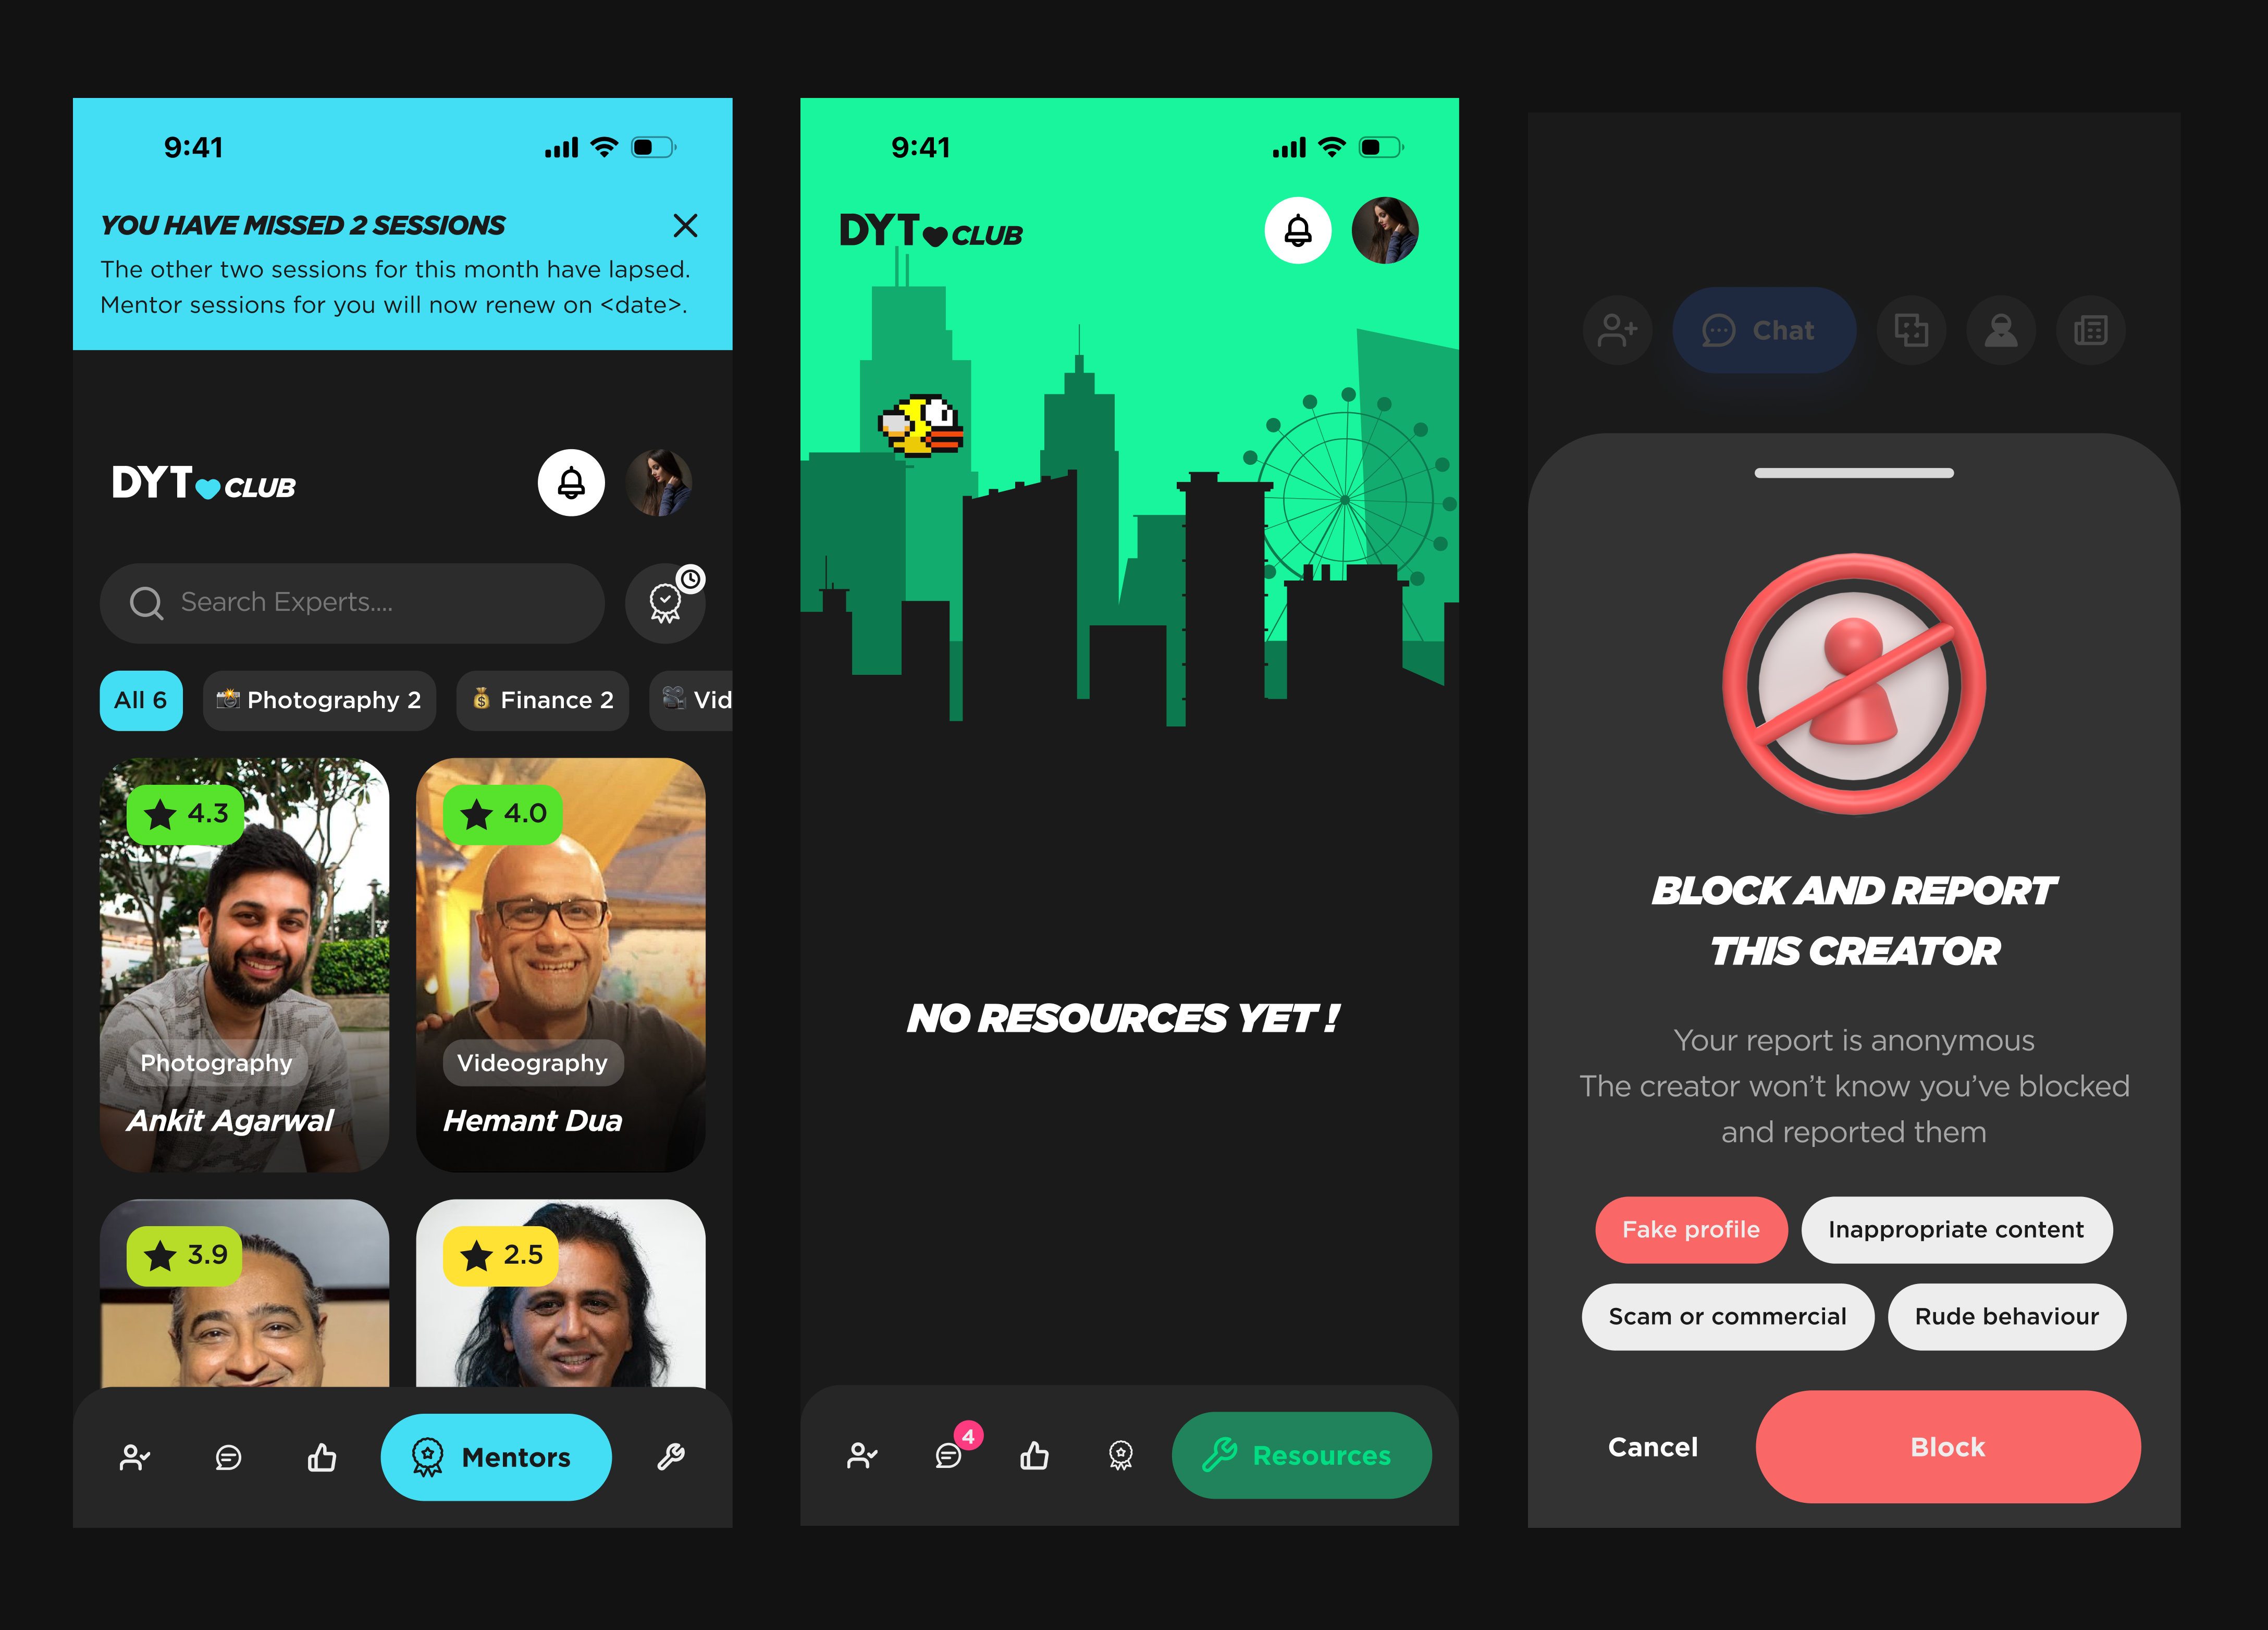 9:41
YOU HAVE MISSED 2 SESSIONS
The other two sessions for this month have lapsed.
Mentor sessions for you will now renew on <date>.
DYT CLUB
Search Experts....
All 6
Photography 2
Finance 2
Vid
4.3
Photography
Ankit Agarwal
4.0
Videography
Hemant Dua
3.9
2.5
Mentors
9:41
DYT CLUB
NO RESOURCES YET !
4
Resources
Chat
BLOCK AND REPORT
THIS CREATOR
Your report is anonymous
The creator won’t know you’ve blocked
and reported them
Fake profile
Inappropriate content
Scam or commercial
Rude behaviour
Cancel
Block